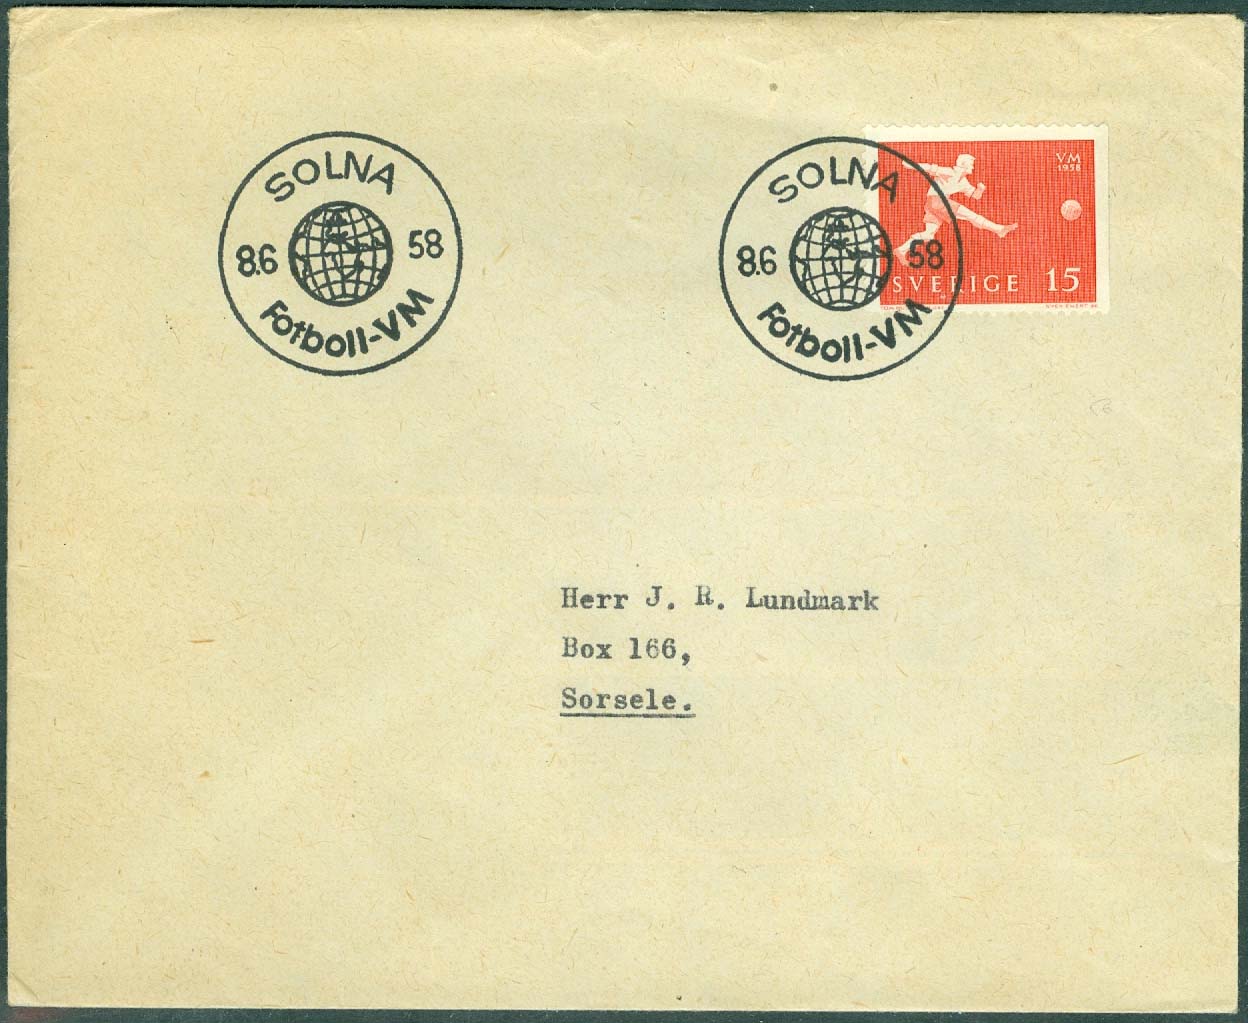 SOLNA
8.6 58
Fotboll-VM
SOLNA
8.6 58
Fotboll-VM
VM
1958
SVERIGE 15
Herr J. R. Lundmark
Box 166,
Sorsele.